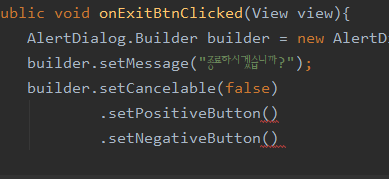 ublic void onExitBtnClicked(View view){
AlertDialog.Builder builder = new AlertD
builder.setMessage("종료하시겠습니까?");
builder.setCancelable(false)
.setPositiveButton()
.setNegativeButton()